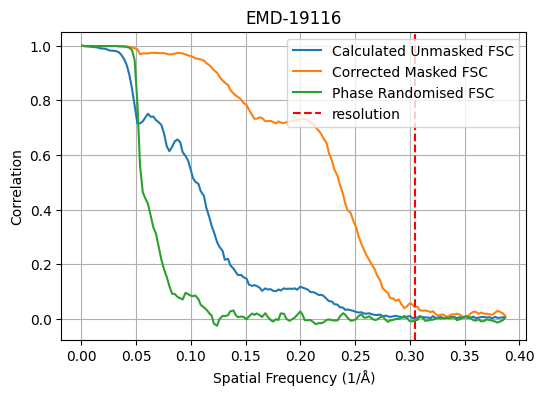 EMD-19116
Calculated Unmasked FSC
Corrected Masked FSC
Phase Randomised FSC
resolution
Correlation
1.0
0.8
0.6
0.4
0.2
0.0
0.00 0.05 0.10 0.15 0.20 0.25 0.30 0.35 0.40
Spatial Frequency (1/Å)